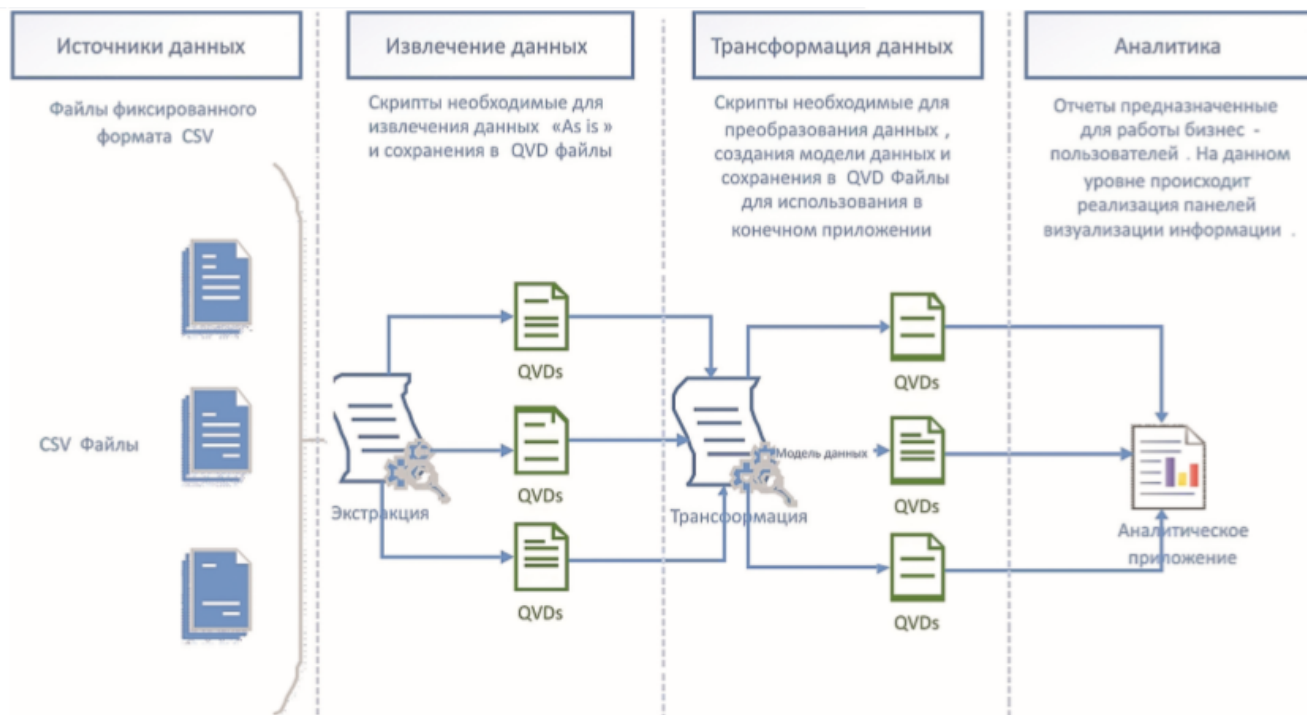 Источники данных
Файлы фиксированного
формата CSV
CSV Файлы
Извлечение данных
Скрипты необходимые для
извлечения данных «As is »
и сохранения в QVD файлы
QVDs
QVDs
Экстракция
QVDs
Трансформация данных
Скрипты необходимые для
преобразования данных ,
создания модели данных и
сохранения в QVD Файлы
для использования в
конечном приложении
QVDs
Модель данных
QVDs
Трансформация
QVDs
Аналитика
Отчеты предназначенные
для работы бизнес -
пользователей . На данном
уровне происходит
реализация панелей
визуализации информации .
Аналитическое
приложение